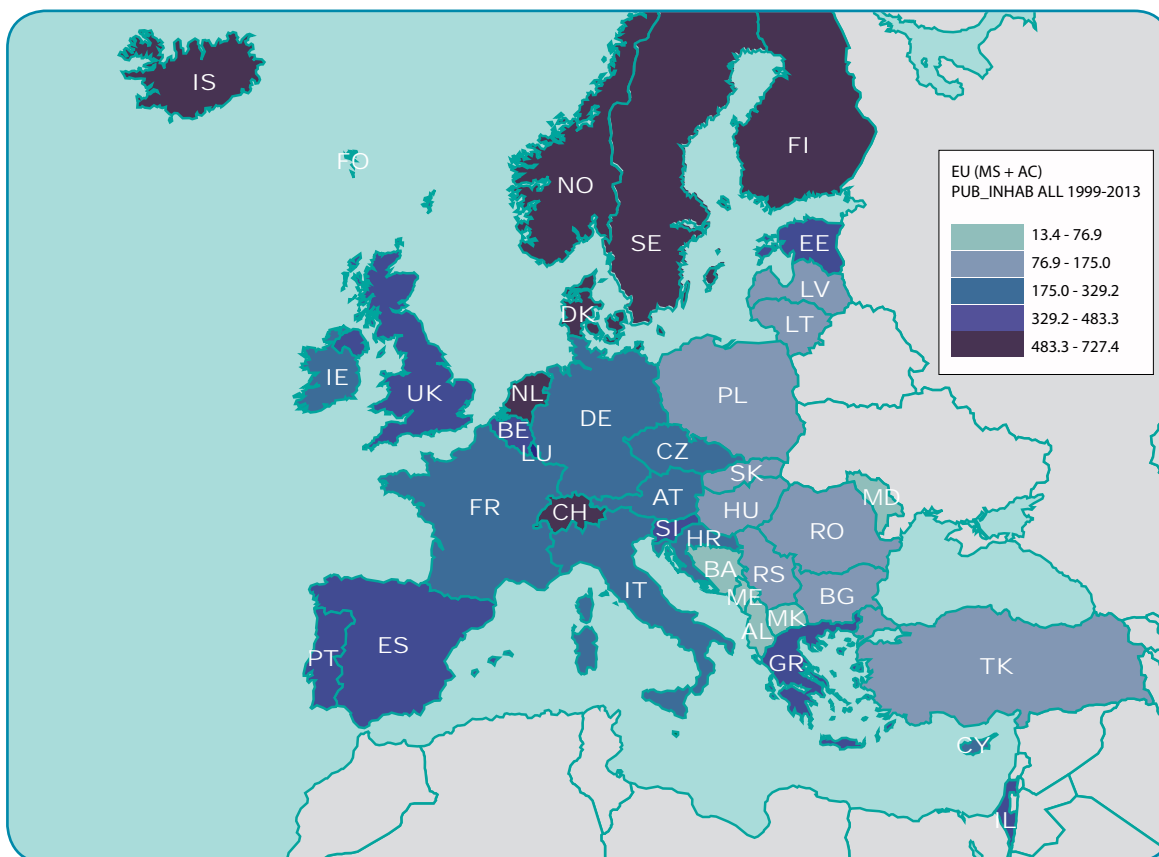 IS
FO
NO
SE
FI
EU (MS + AC)
PUB_INHAB ALL 1999-2013
13.4 - 76.9
76.9 - 175.0
175.0 - 329.2
329.2 - 483.3
483.3 - 727.4
EE
LV
LT
DK
IE
UK
NL
BE
LU
DE
PL
CZ
SK
FR
CH
AT
HU
MD
SI
HR
RO
BA
RS
IT
ME
BG
MK
AL
PT
ES
GR
TK
CY
IL